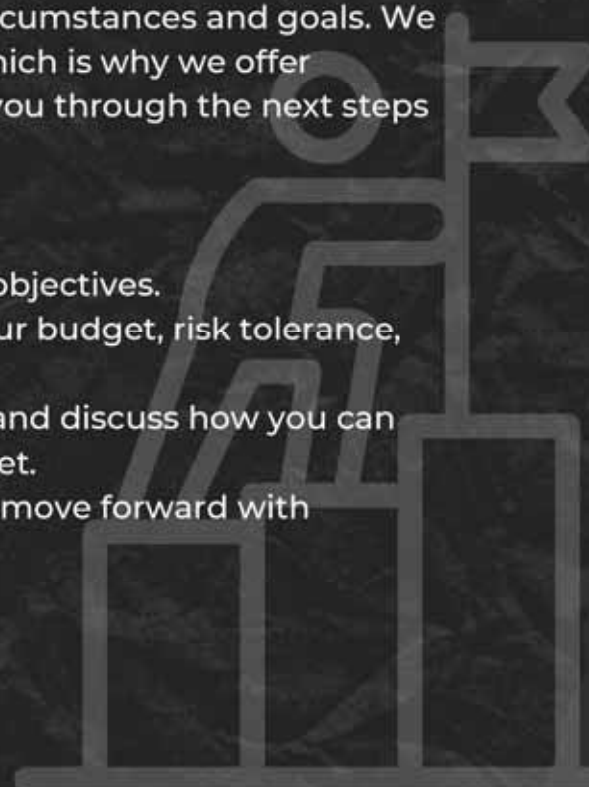 cumstances and goals. We
hich is why we offer
you through the next steps
objectives.
ur budget, risk tolerance,
and discuss how you can
et.
move forward with